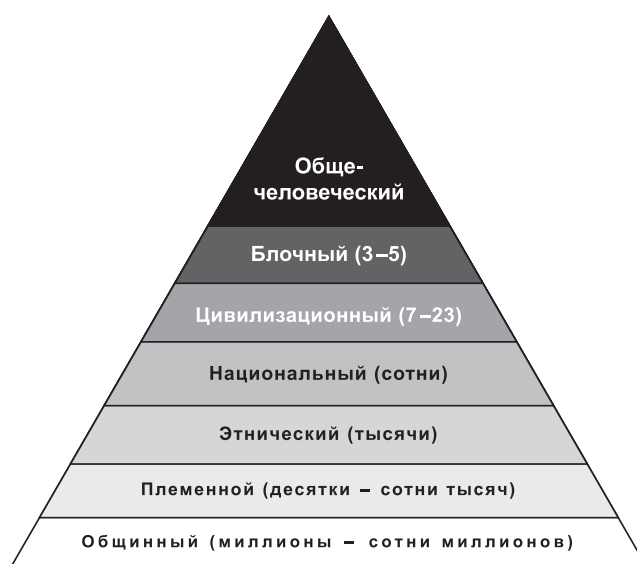 Обще-
человеческий
Блочный (3–5)
Цивилизационный (7–23)
Национальный (сотни)
Этнический (тысячи)
Племенной (десятки – сотни тысяч)
Общинный (миллионы – сотни миллионов)